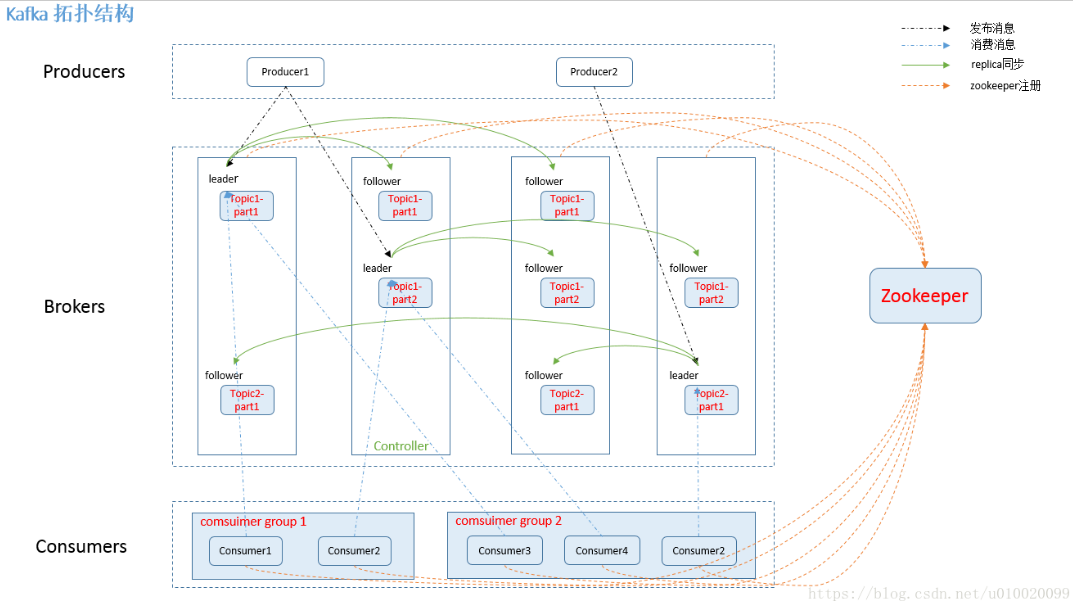 Kafka 拓扑结构
发布消息
消费消息
replica同步
zookeeper注册
Producers
Producer1
Producer2
leader
Topic1-
part1
follower
Topic1-
part1
follower
Topic1-
part1
leader
Topic1-
part2
follower
Topic1-
part2
follower
Topic1-
part2
Zookeeper
Brokers
follower
Topic2-
part1
follower
Topic2-
part1
leader
Topic2-
part1
Controller
Consumers
comsuimer group 1
Consumer1
Consumer2
comsuimer group 2
Consumer3
Consumer4
Consumer2
https://blog.csdn.net/u010020099